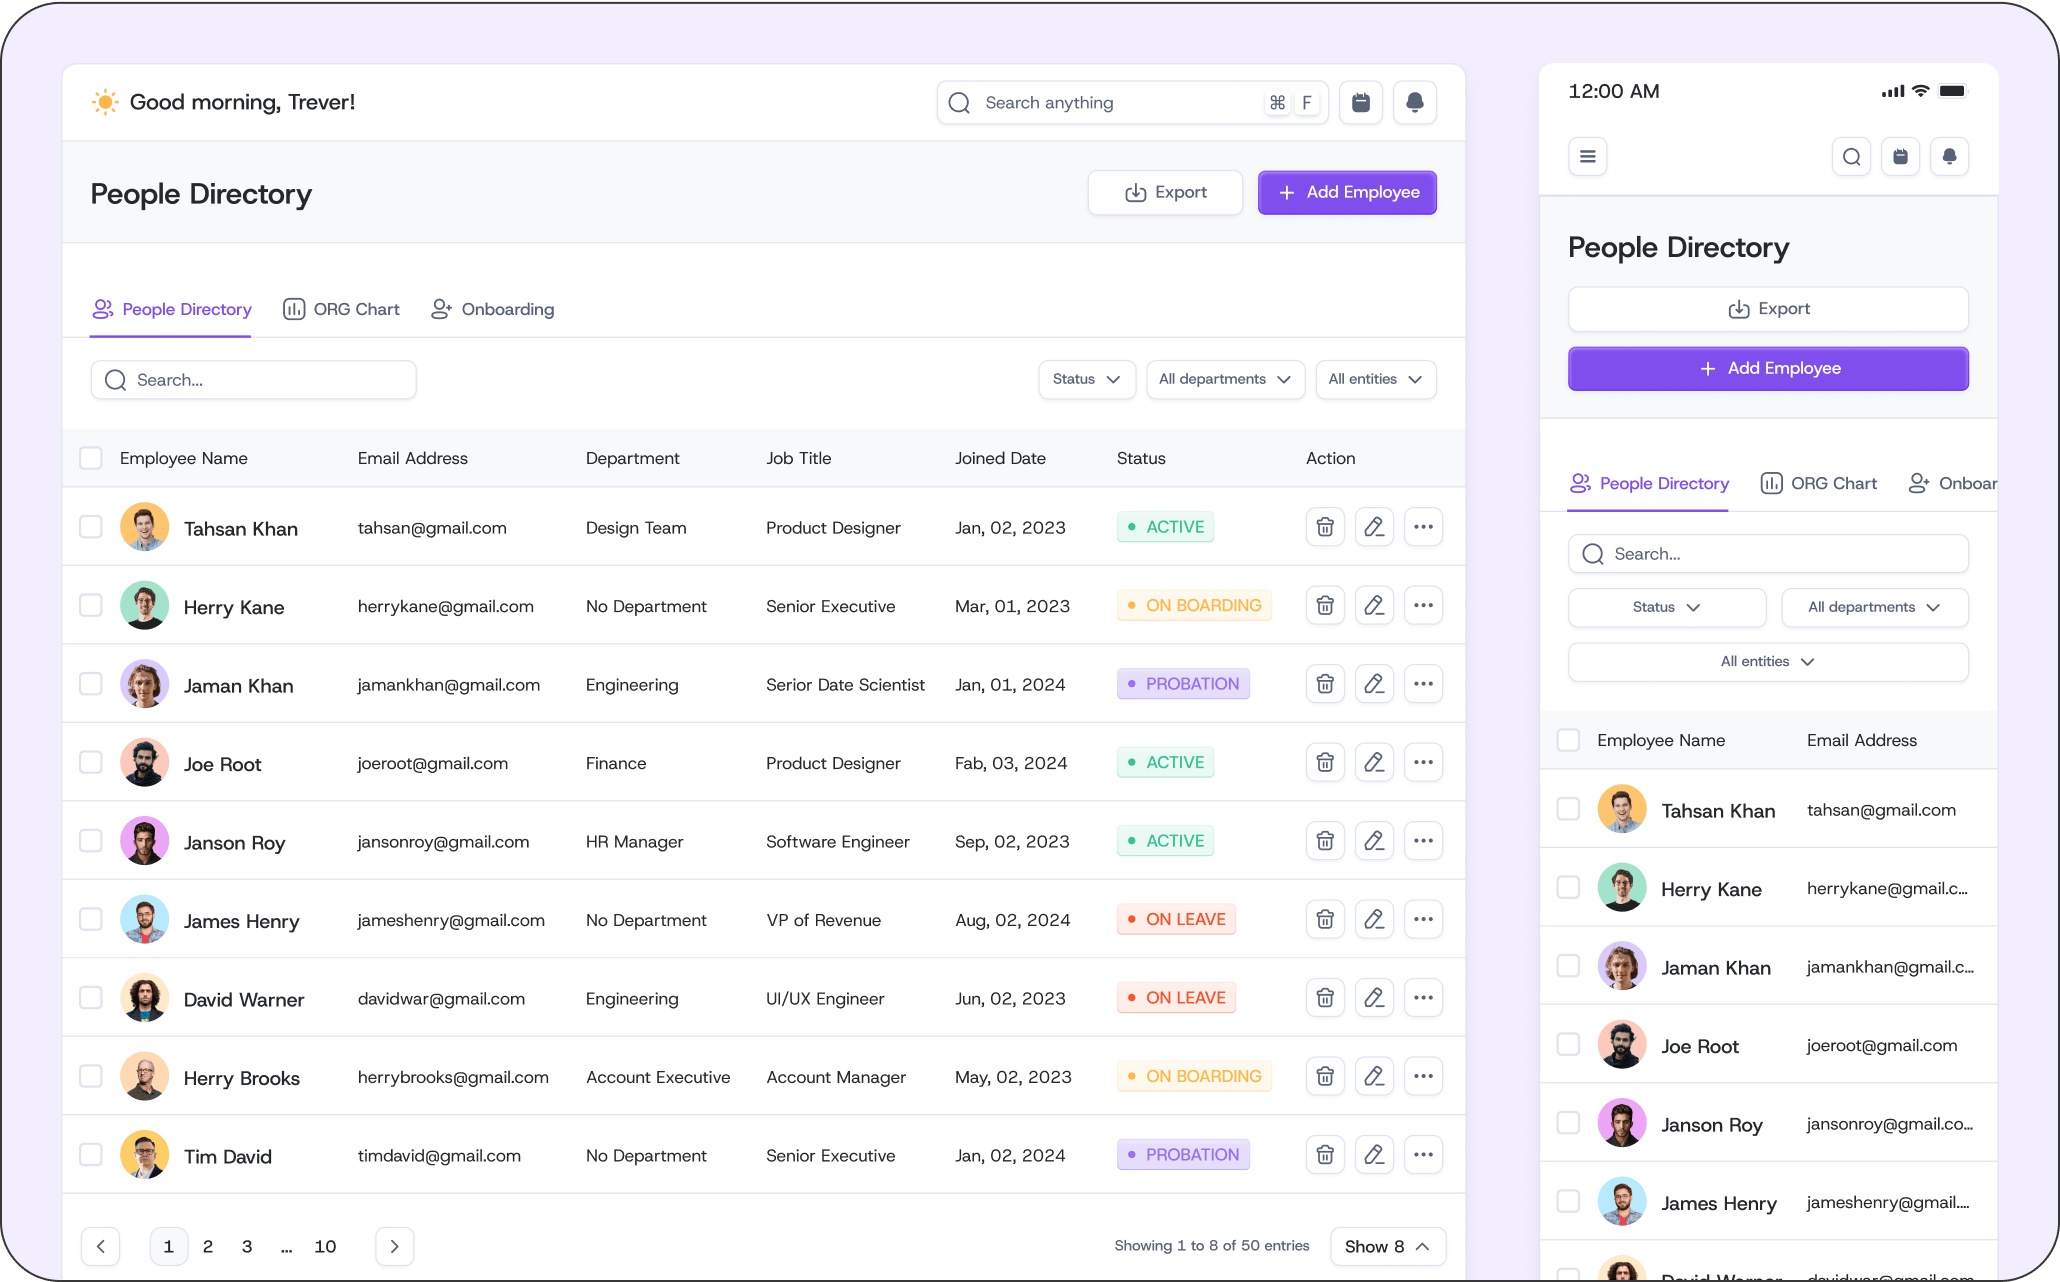 Good morning, Trever!
Search anything
⌘ F
People Directory
Export
Add Employee
People Directory
ORG Chart
Onboarding
Search...
Status
All departments
All entities
Employee Name Email Address Department Job Title Joined Date Status Action
Tahsan Khan tahsan@gmail.com Design Team Product Designer Jan, 02, 2023 ACTIVE
Herry Kane herrykane@gmail.com No Department Senior Executive Mar, 01, 2023 ON BOARDING
Jaman Khan jamankhan@gmail.com Engineering Serior Date Scientist Jan, 01, 2024 PROBATION
Joe Root joeroot@gmail.com Finance Product Designer Fab, 03, 2024 ACTIVE
Janson Roy jansonroy@gmail.com HR Manager Software Engineer Sep, 02, 2023 ACTIVE
James Henry jameshenry@gmail.com No Department VP of Revenue Aug, 02, 2024 ON LEAVE
David Warner davidwar@gmail.com Engineering UI/UX Engineer Jun, 02, 2023 ON LEAVE
Herry Brooks herrybrooks@gmail.com Account Executive Account Manager May, 02, 2023 ON BOARDING
Tim David timdavid@gmail.com No Department Senior Executive Jan, 02, 2024 PROBATION
1 2 3 ... 10
Showing 1 to 8 of 50 entries
Show 8
12:00 AM
People Directory
Export
Add Employee
People Directory
ORG Chart
Onboar
Search...
Status
All departments
All entities
Employee Name Email Address
Tahsan Khan tahsan@gmail.com
Herry Kane herrykane@gmail.c...
Jaman Khan jamankhan@gmail.c...
Joe Root joeroot@gmail.com
Janson Roy jansonroy@gmail.co...
James Henry jameshenry@gmail....
David Warner davidwar@gmail.com